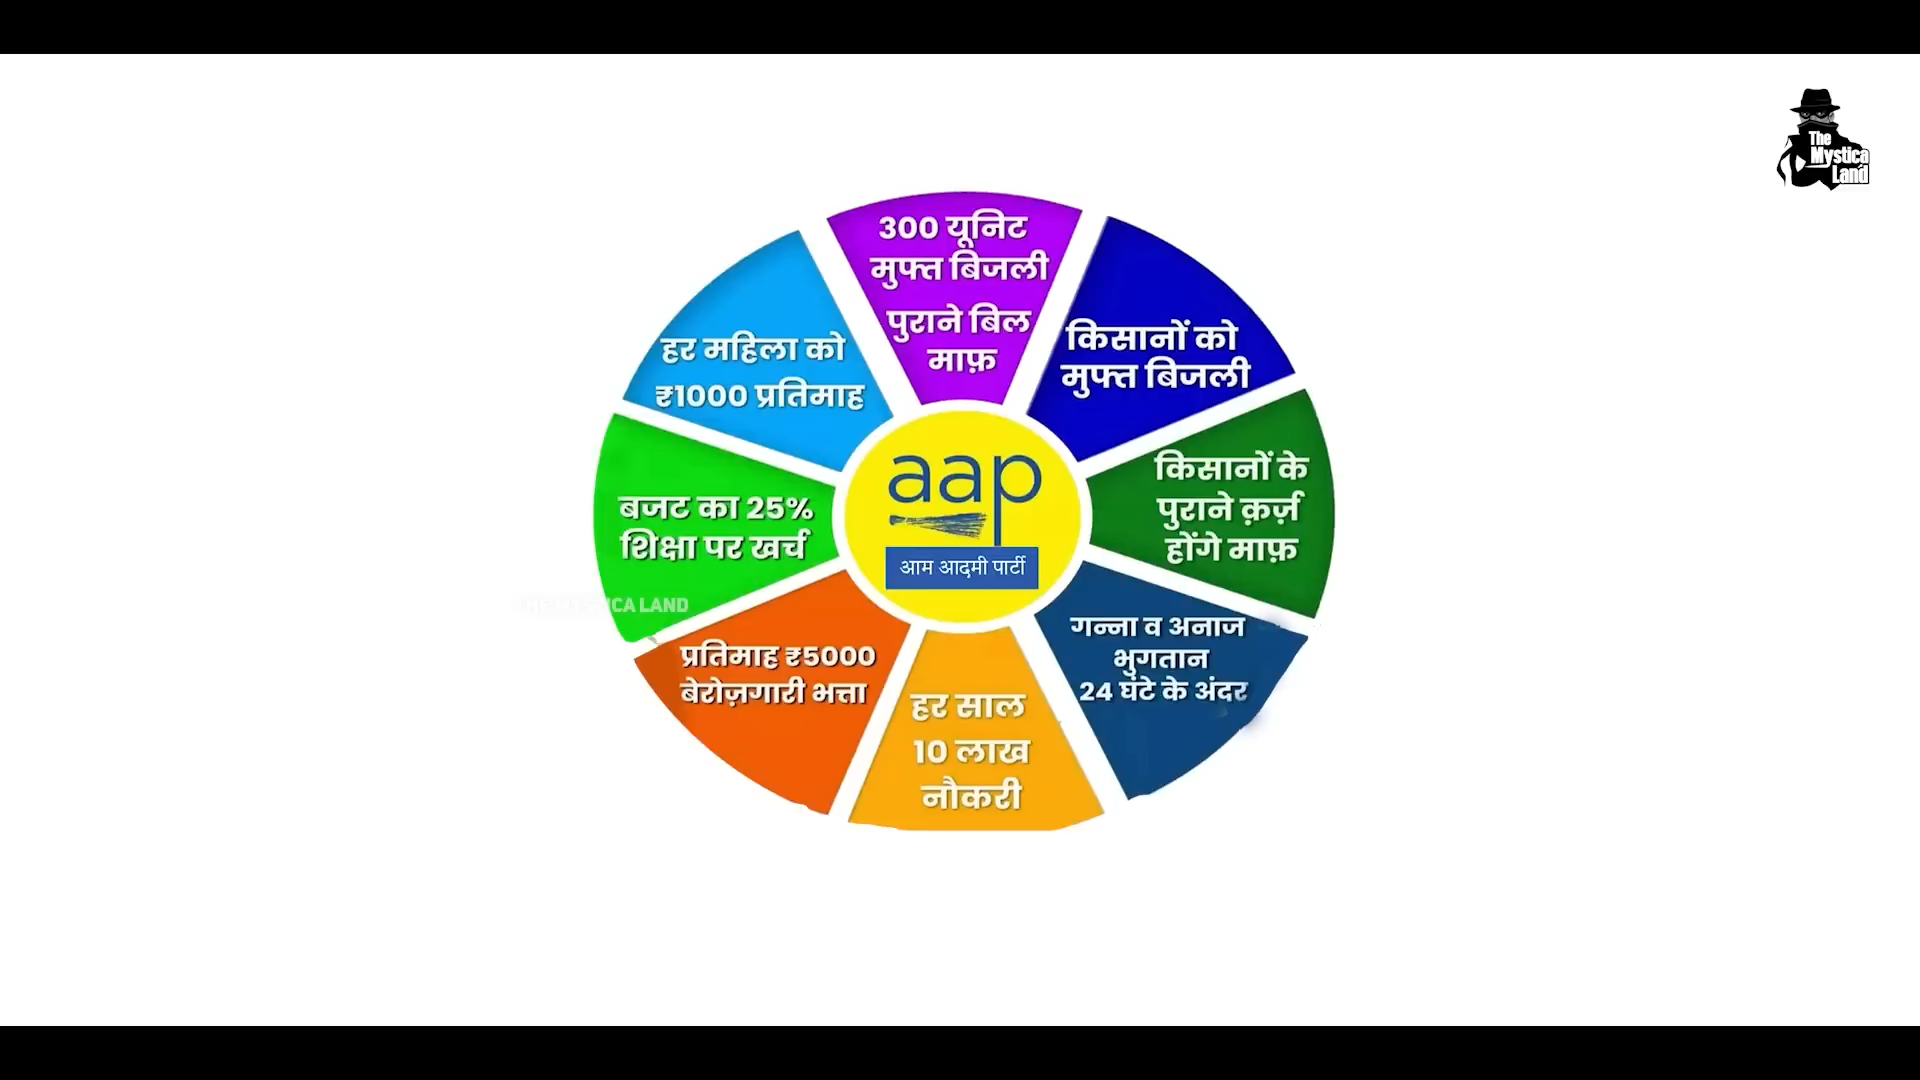 The
Mystica
Land
300 यूनिट
मुफ्त बिजली
पुराने बिल
माफ़
किसानों को
मुफ्त बिजली
किसानों के
पुराने क़र्ज़
होंगे माफ़
गन्ना व अनाज
भुगतान
24 घंटे के अंदर
हर साल
10 लाख
नौकरी
प्रतिमाह ₹5000
बेरोज़गारी भत्ता
बजट का 25%
शिक्षा पर खर्च
हर महिला को
₹1000 प्रतिमाह
aap
आम आदमी पार्टी
LAND